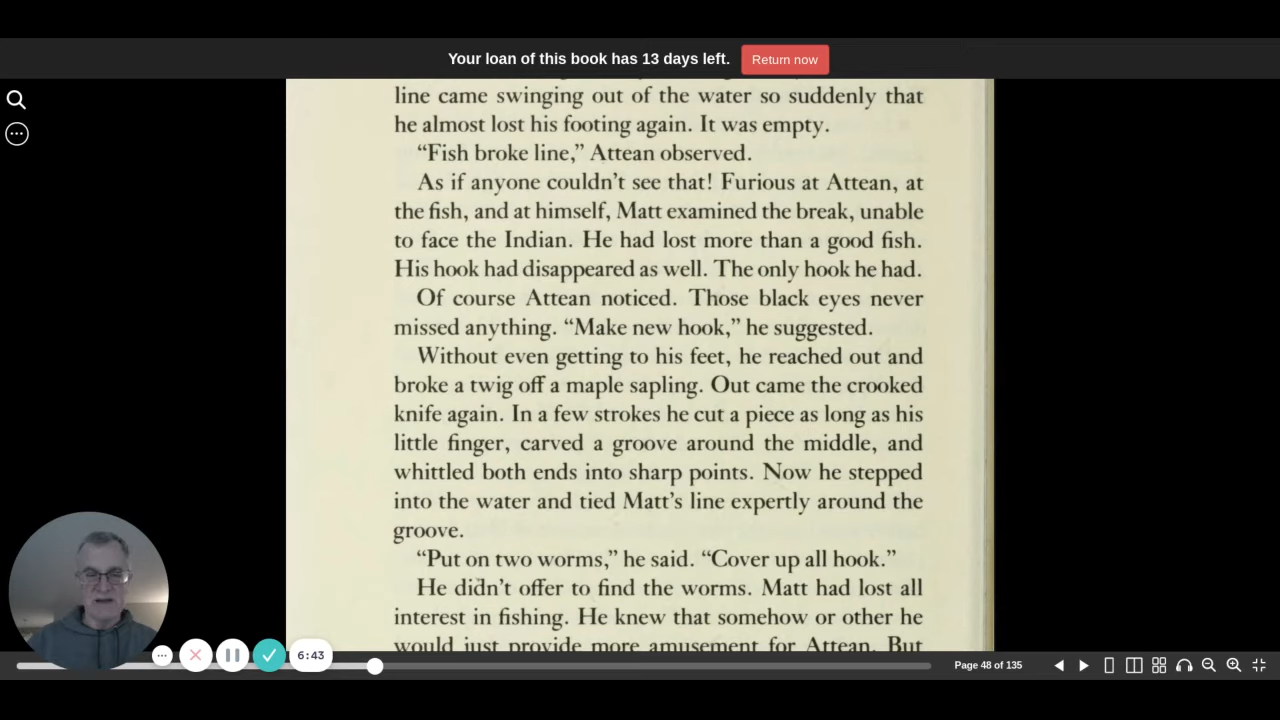 Your loan of this book has 13 days left.
Return now
line came swinging out of the water so suddenly that
he almost lost his footing again. It was empty.
“Fish broke line,” Attean observed.
As if anyone couldn’t see that! Furious at Attean, at
the fish, and at himself, Matt examined the break, unable
to face the Indian. He had lost more than a good fish.
His hook had disappeared as well. The only hook he had.
Of course Attean noticed. Those black eyes never
missed anything. “Make new hook,” he suggested.
Without even getting to his feet, he reached out and
broke a twig off a maple sapling. Out came the crooked
knife again. In a few strokes he cut a piece as long as his
little finger, carved a groove around the middle, and
whittled both ends into sharp points. Now he stepped
into the water and tied Matt’s line expertly around the
groove.
“Put on two worms,” he said. “Cover up all hook.”
He didn’t offer to find the worms. Matt had lost all
interest in fishing. He knew that somehow or other he
would just provide more amusement for Attean. But
6:43
Page 48 of 135